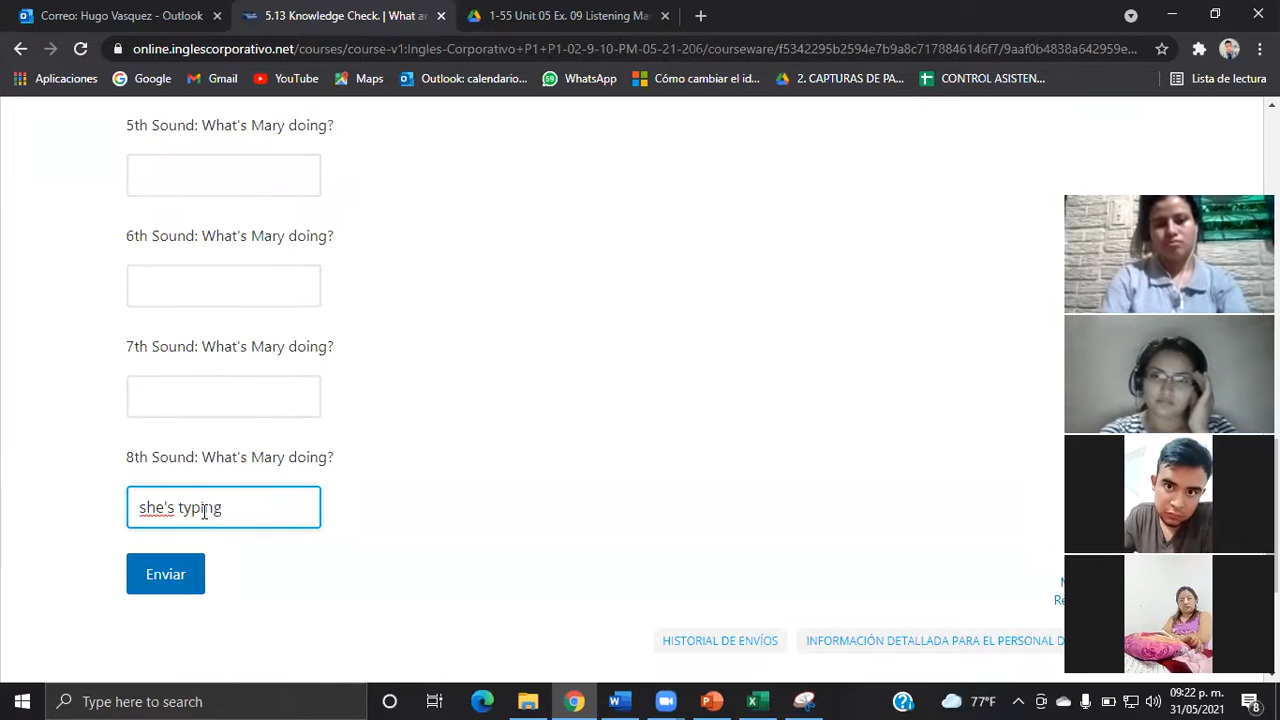 Correo: Hugo Vasquez - Outlook
5.13 Knowledge Check. | What ar
1-55 Unit 05 Ex. 09 Listening Ma
online.inglescorporativo.net/courses/course-v1:Ingles-Corporativo+P1+P1-02-9-10-PM-05-21-206/courseware/f5342295b2594e7b9a8c7178846146f7/9aaf0b4838a642959e...
Aplicaciones
Google
Gmail
YouTube
Maps
Outlook: calendario...
59
WhatsApp
Cómo cambiar el id...
2. CAPTURAS DE PA...
CONTROL ASISTEN...
Lista de lectura
5th Sound: What's Mary doing?
6th Sound: What's Mary doing?
7th Sound: What's Mary doing?
8th Sound: What's Mary doing?
she's typing
Enviar
Re
HISTORIAL DE ENVÍOS
INFORMACIÓN DETALLADA PARA EL PERSONAL D
Type here to search
77°F
09:22 p. m.
31/05/2021
8